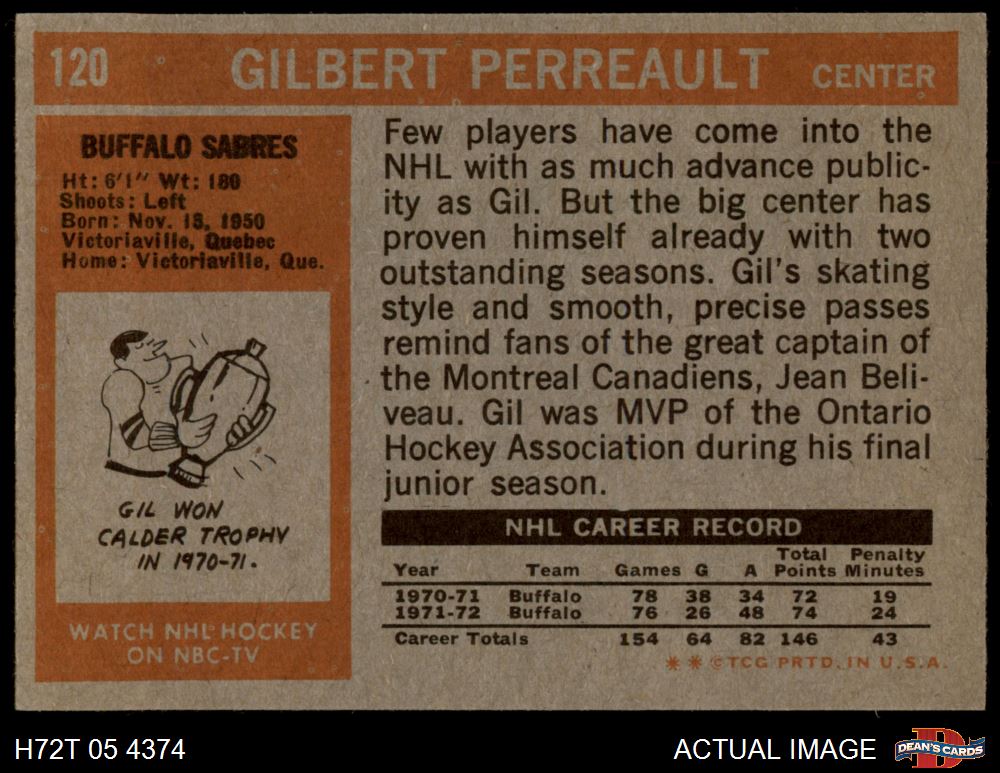 120 GILBERT PERREAULT CENTER
BUFFALO SABRES
Ht: 6'1" Wt: 180
Shoots: Left
Born: Nov. 13, 1950
Victoriaville, Quebec
Home: Victoriaville, Que.
GIL WON
CALDER TROPHY
IN 1970-71.
WATCH NHL HOCKEY
ON NBC-TV
Few players have come into the
NHL with as much advance public-
ity as Gil. But the big center has
proven himself already with two
outstanding seasons. Gil's skating
style and smooth, precise passes
remind fans of the great captain of
the Montreal Canadiens, Jean Beli-
veau. Gil was MVP of the Ontario
Hockey Association during his final
junior season.
NHL CAREER RECORD
Total Penalty
Year Team Games G A Points Minutes
1970-71 Buffalo 78 38 34 72 19
1971-72 Buffalo 76 26 48 74 24
Career Totals 154 64 82 146 43
* * ©TCG PRTD. IN U.S.A.
H72T 05 4374 ACTUAL IMAGE DEAN'S CARDS